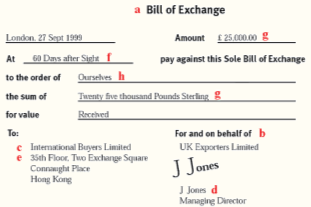 a Bill of Exchange
London. 27 Sept 1999 Amount £ 25,000.00 g
At 60 Days after Sight f pay against this Sole Bill of Exchange
to the order of Ourselves h
the sum of Twenty five thousand Pounds Sterling g
for value Received
To: For and on behalf of b
c International Buyers Limited UK Exporters Limited
e 35th Floor, Two Exchange Square
Connaught Place J Jones
Hong Kong
J Jones d
Managing Director